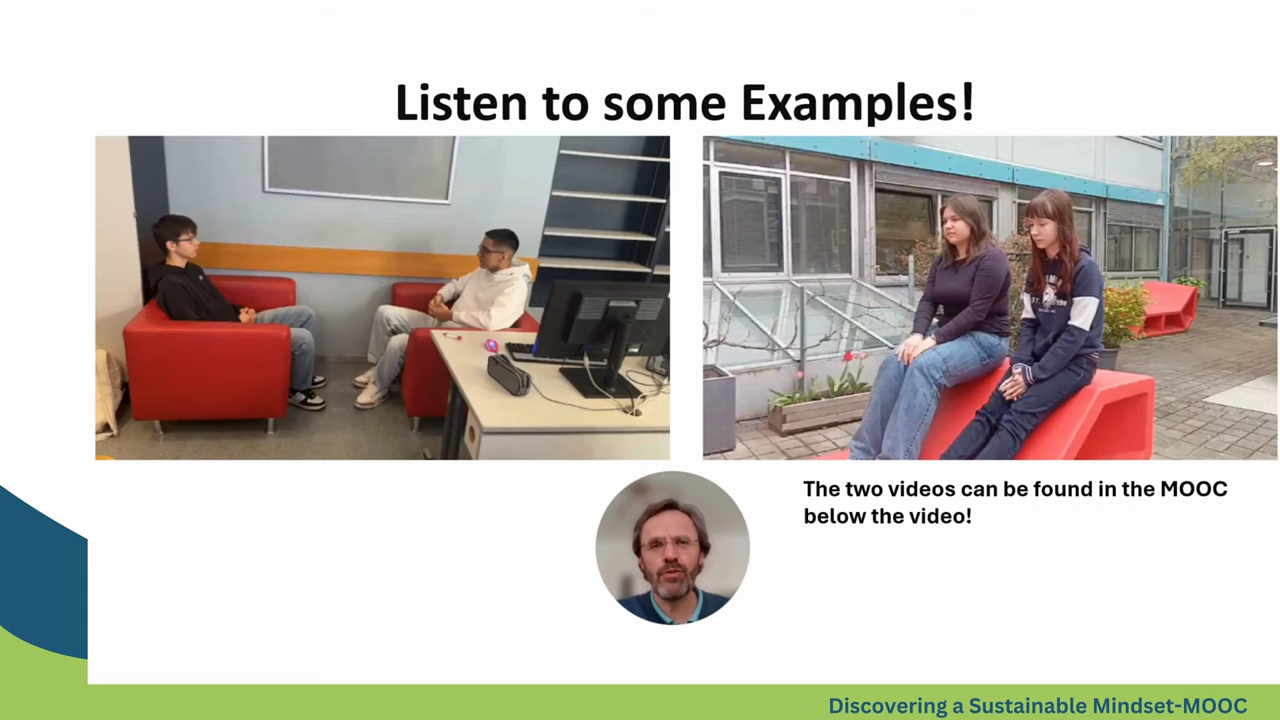 Listen to some Examples!
The two videos can be found in the MOOC
below the video!
Discovering a Sustainable Mindset-MOOC